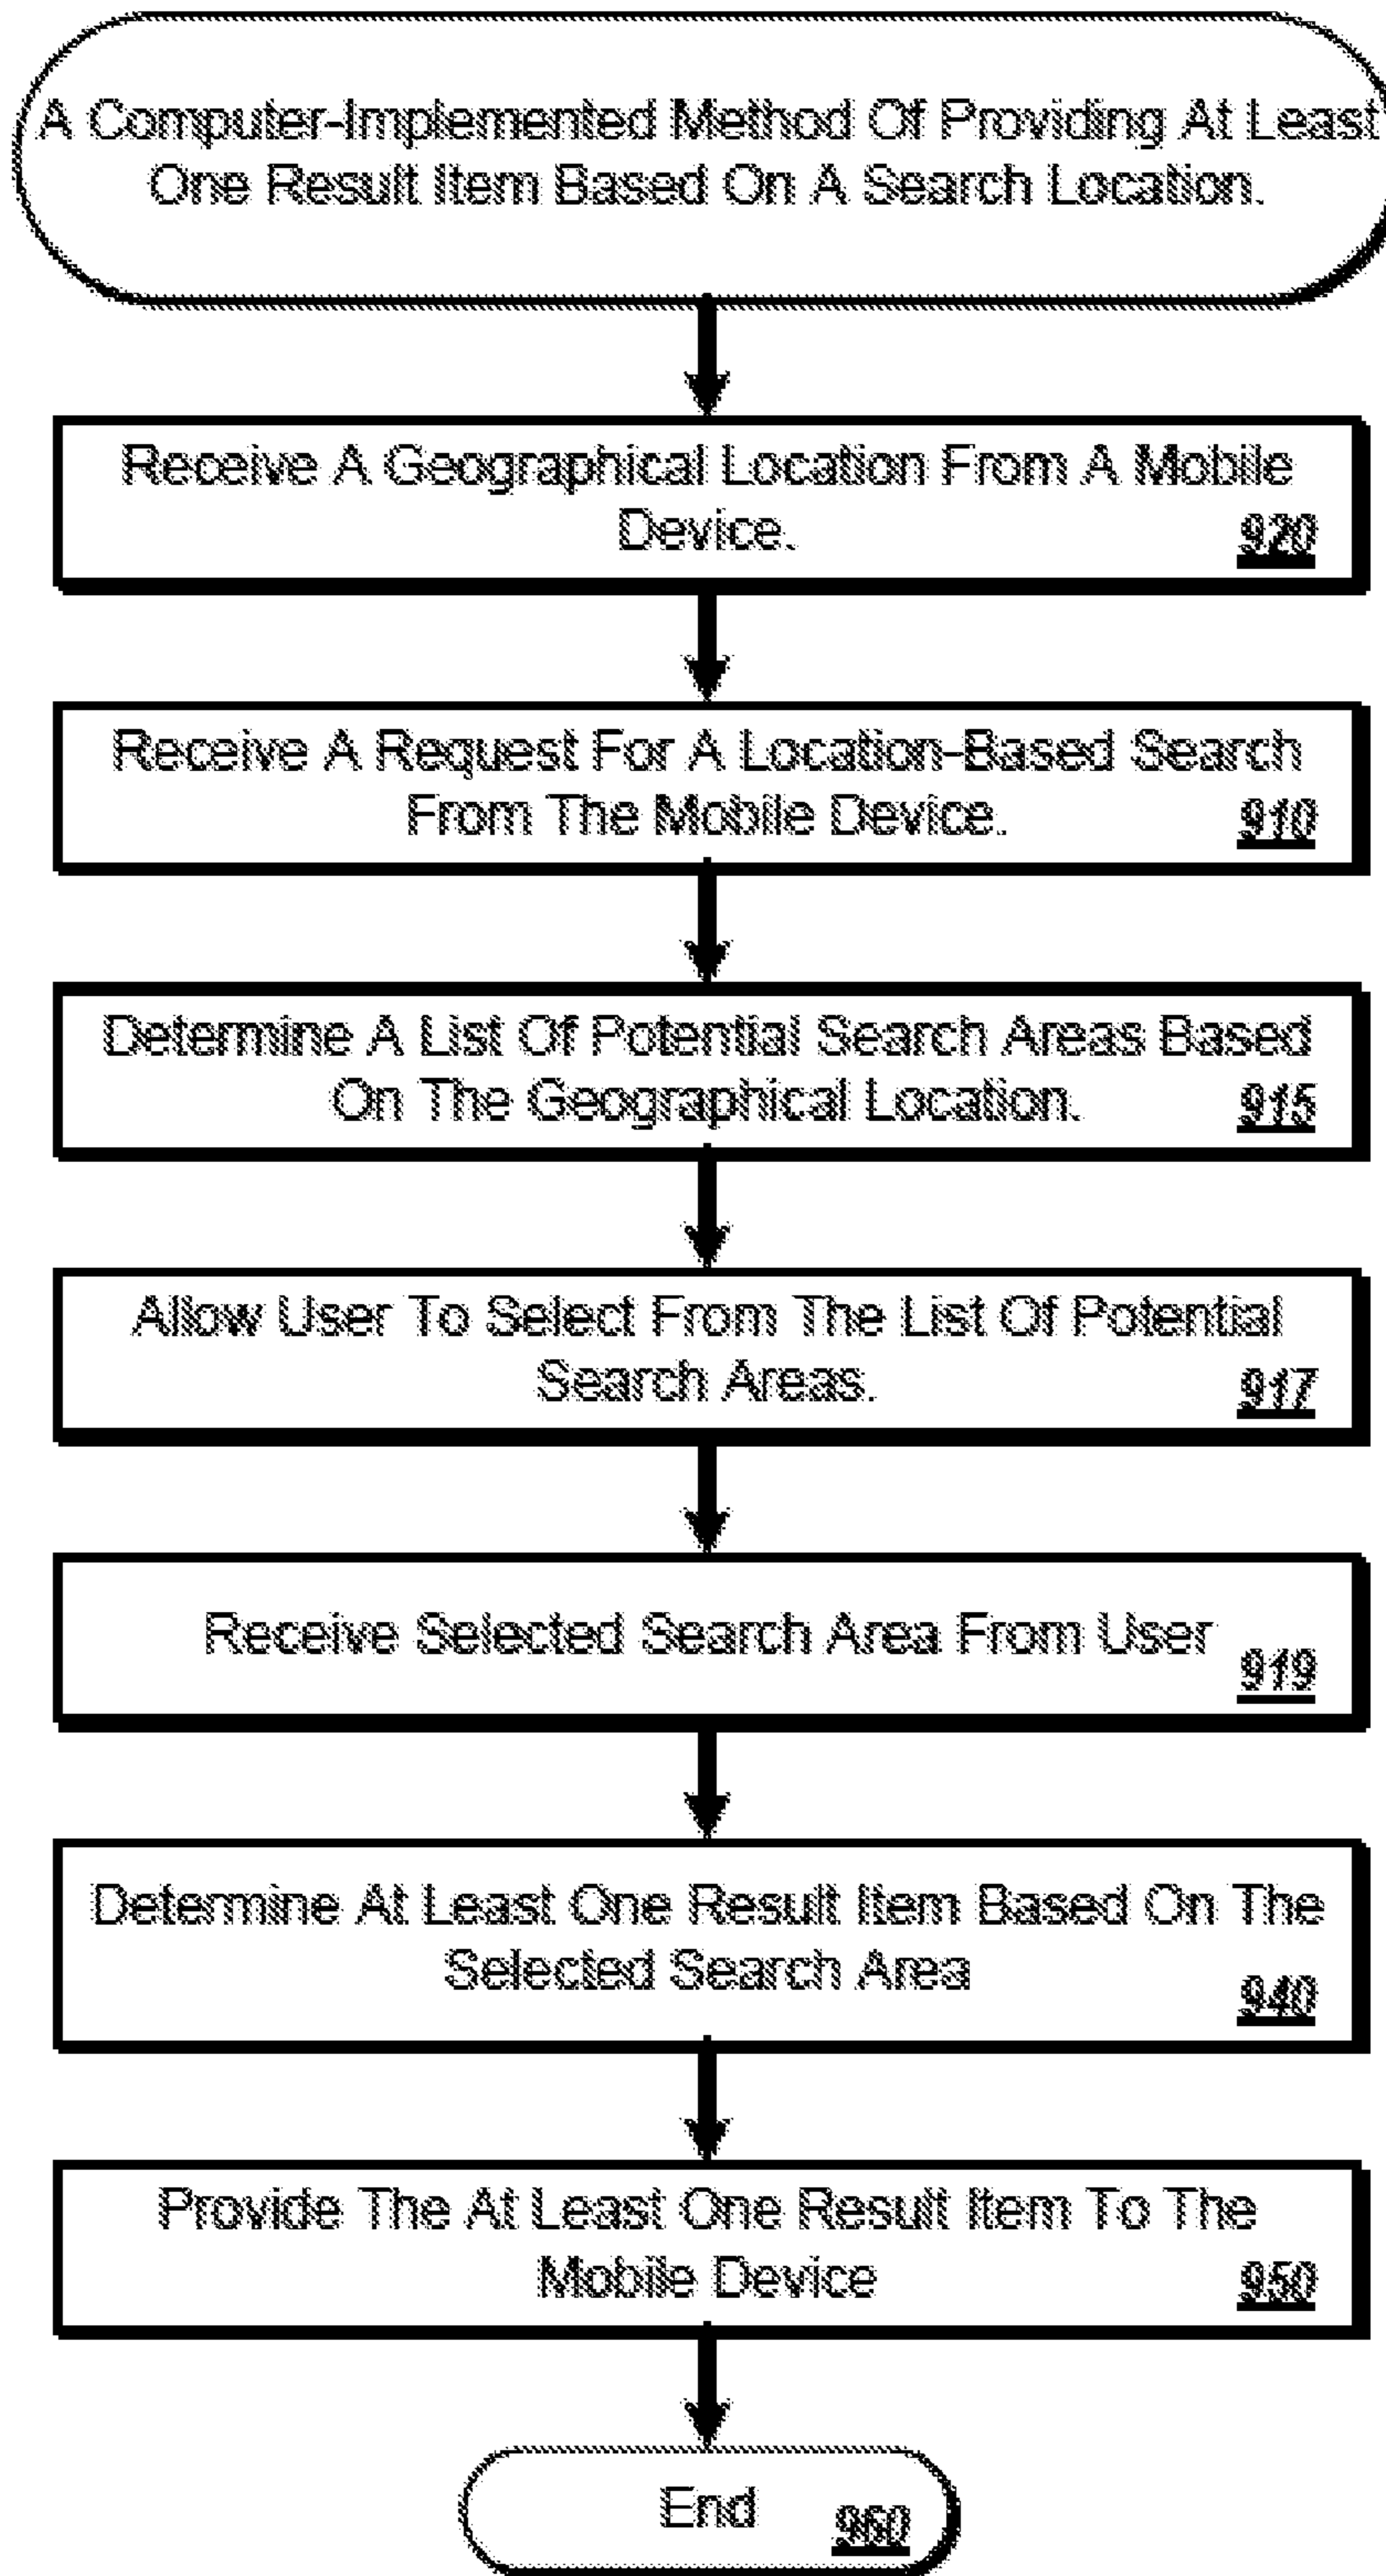 A Computer-Implemented Method Of Providing At Least
One Result Item Based On A Search Location.
Receive A Geographical Location From A Mobile
Device.
920
Receive A Request For A Location-Based Search
From The Mobile Device.
910
Determine A List Of Potential Search Areas Based
On The Geographical Location.
915
Allow User To Select From The List Of Potential
Search Areas.
917
Receive Selected Search Area From User
919
Determine At Least One Result Item Based On The
Selected Search Area
940
Provide The At Least One Result Item To The
Mobile Device
950
End
960